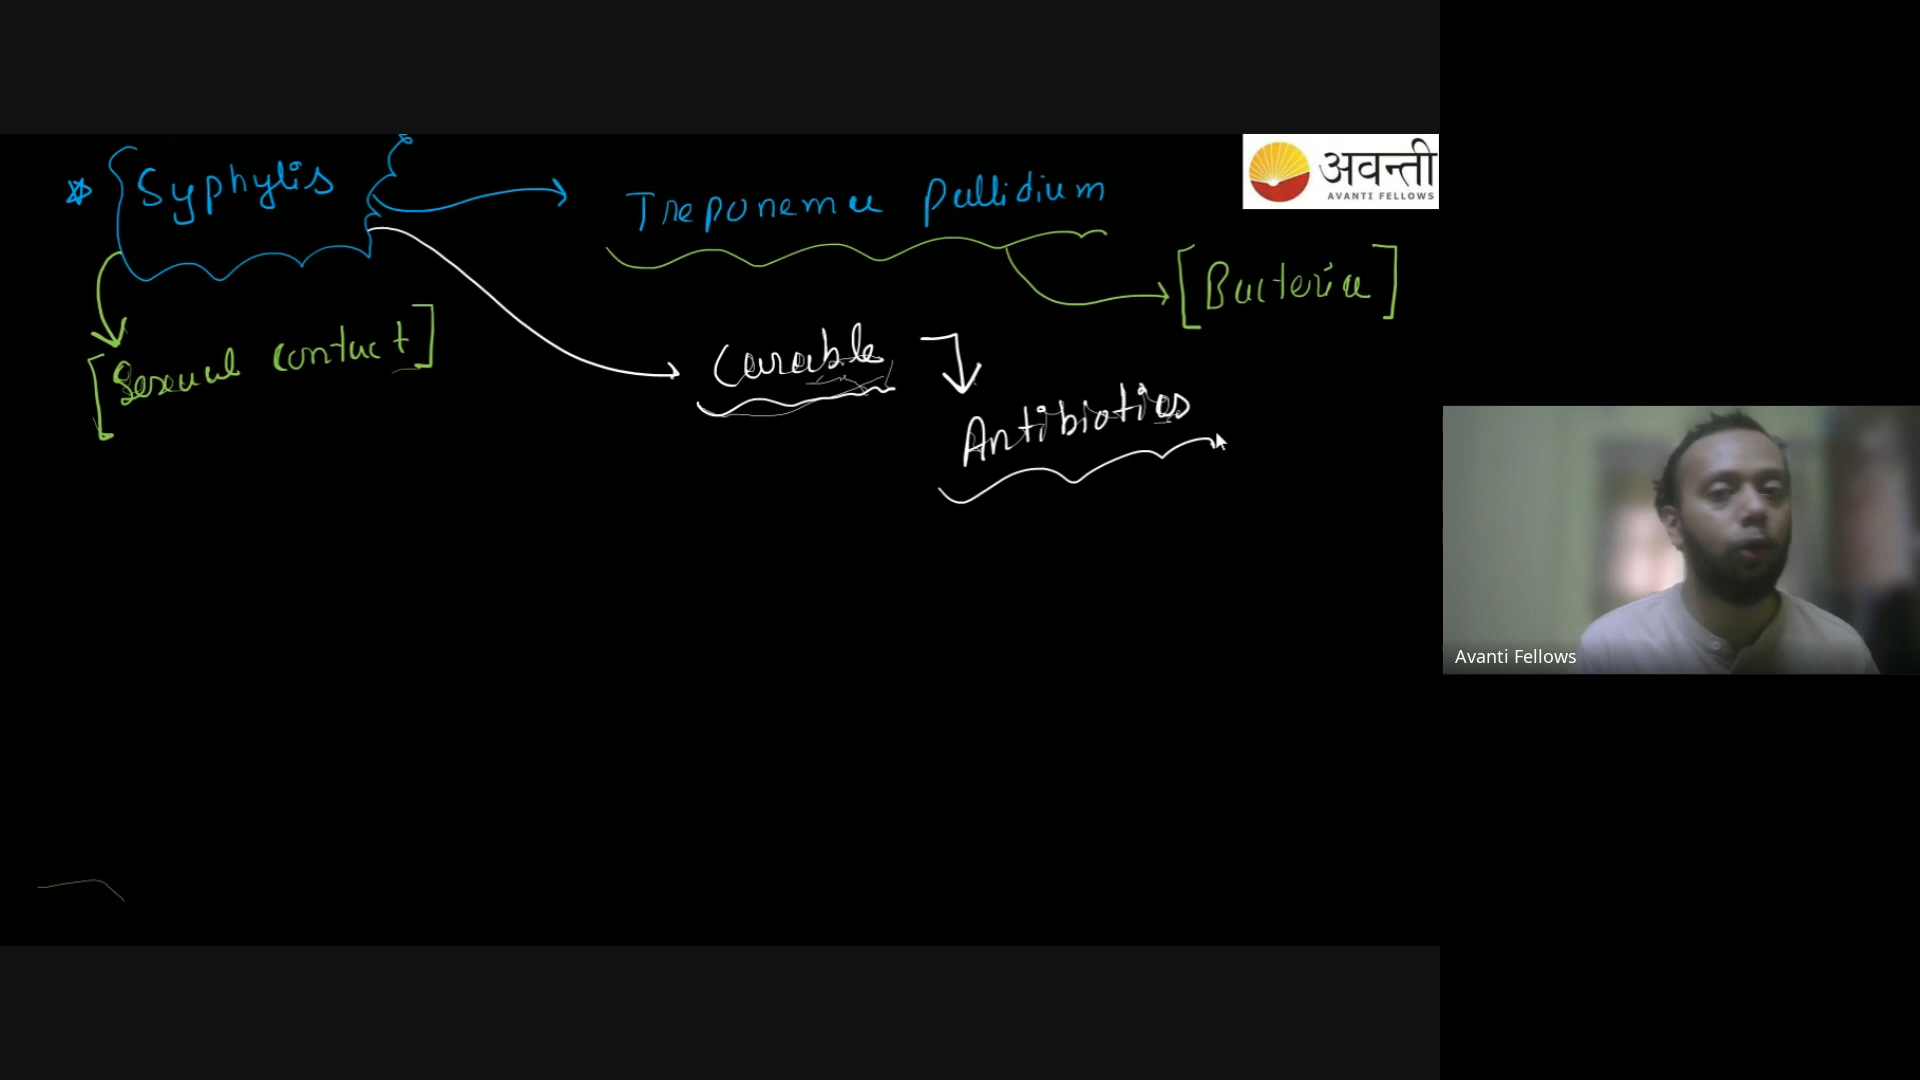 Syphylis
Treponema pallidium
अवन्ती
AVANTI FELLOWS
[Bacteria]
[Sexual contact]
Curable
Antibiotics
Avanti Fellows